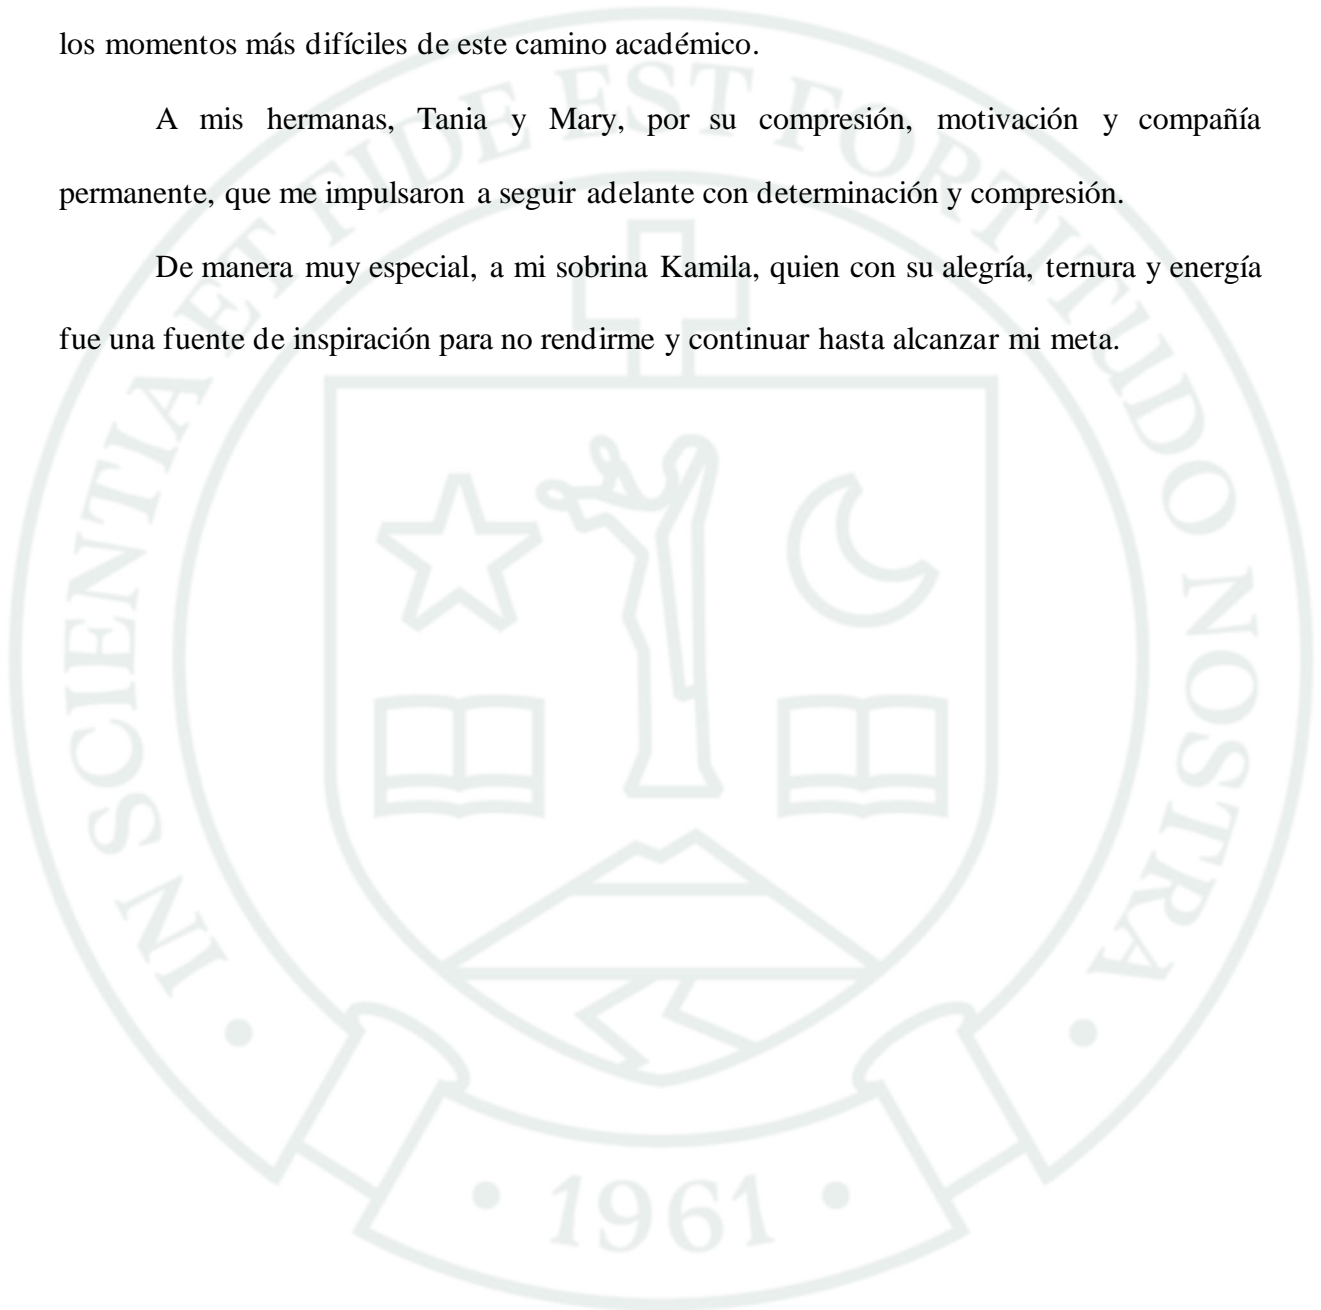 los momentos más difíciles de este camino académico.
A mis hermanas, Tania y Mary, por su compresión, motivación y compañía
permanente, que me impulsaron a seguir adelante con determinación y compresión.
De manera muy especial, a mi sobrina Kamila, quien con su alegría, ternura y energía
fue una fuente de inspiración para no rendirme y continuar hasta alcanzar mi meta.
IN SCIENTIA ET FIDE EST FORTITUDO NOSTRA
• 1961 •